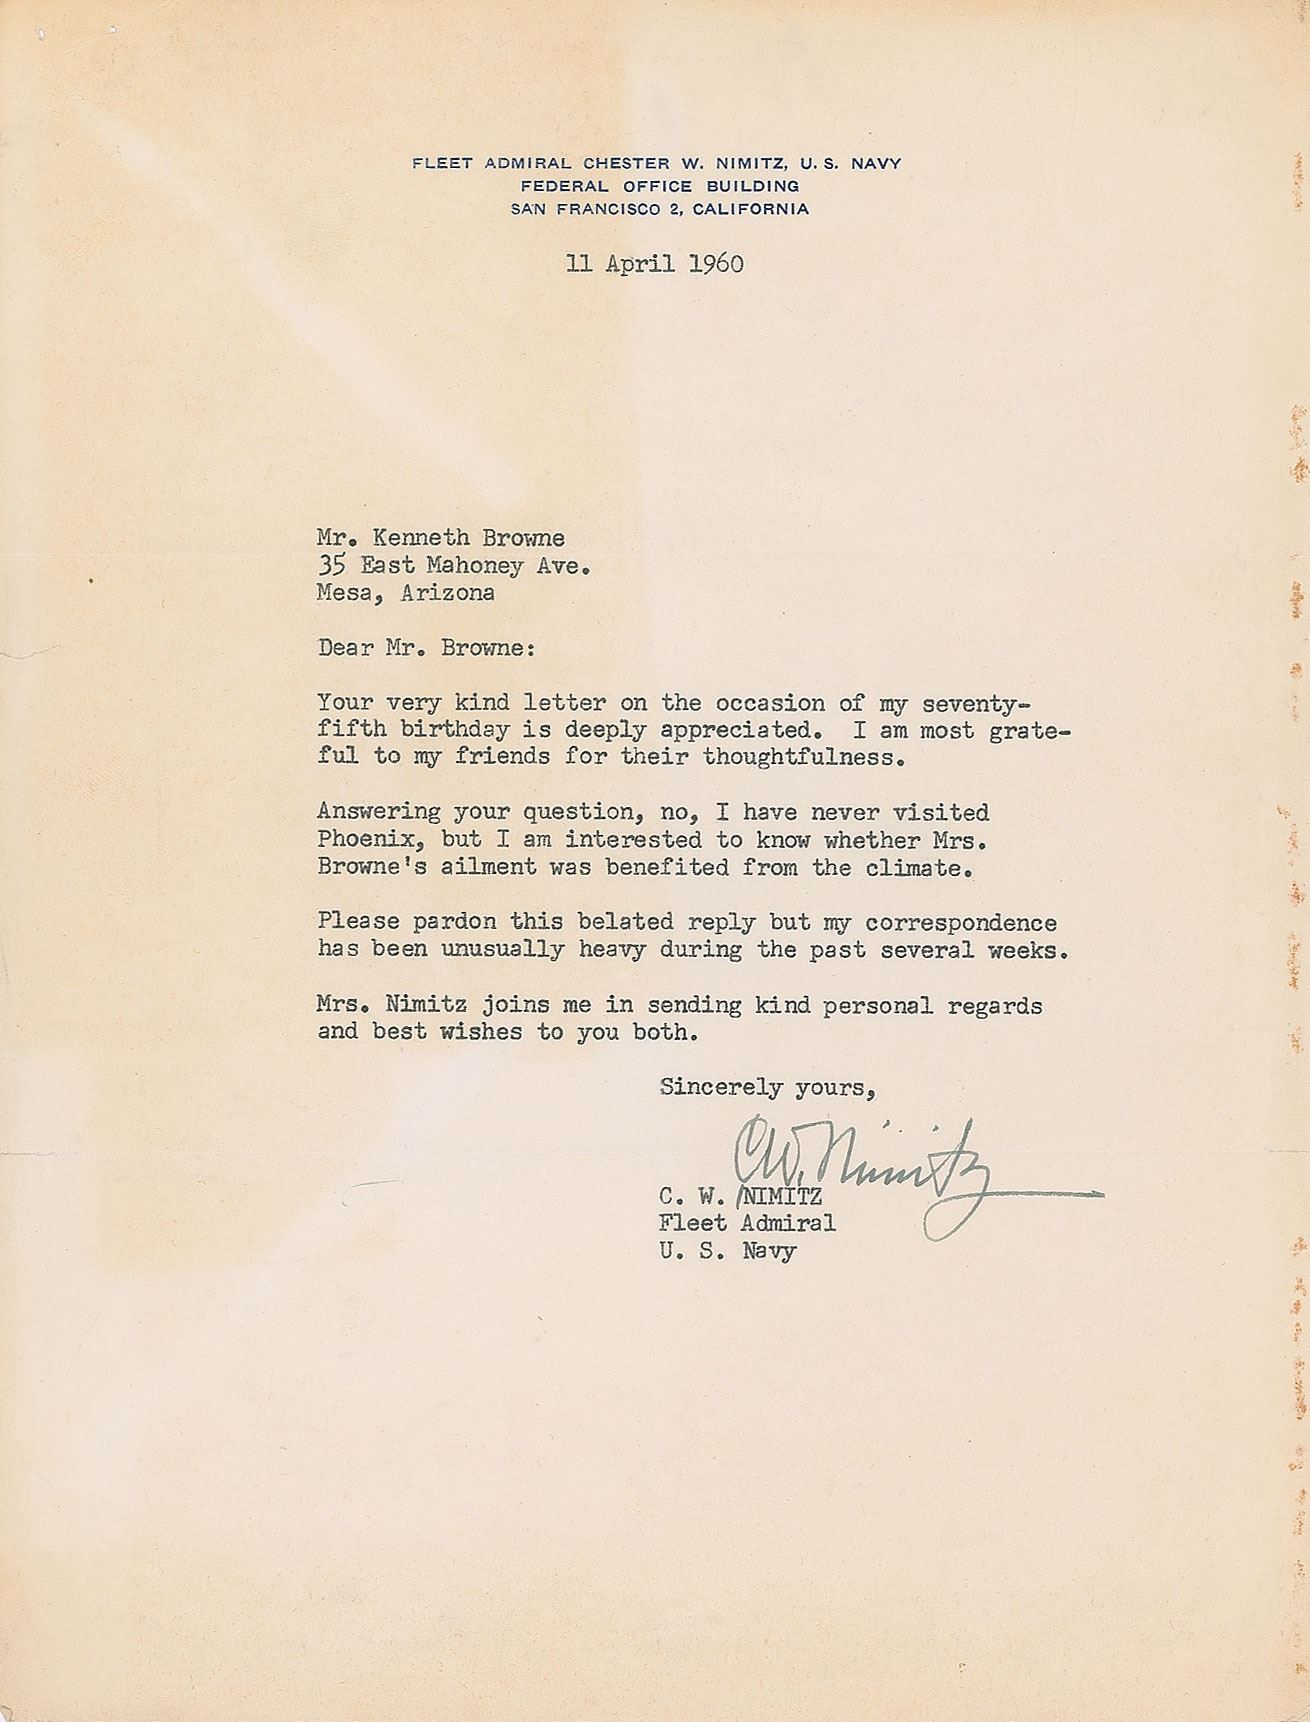 FLEET ADMIRAL CHESTER W. NIMITZ, U. S. NAVY
FEDERAL OFFICE BUILDING
SAN FRANCISCO 2, CALIFORNIA
11 April 1960
Mr. Kenneth Browne
35 East Mahoney Ave.
Mesa, Arizona
Dear Mr. Browne:
Your very kind letter on the occasion of my seventy-
fifth birthday is deeply appreciated. I am most grate-
ful to my friends for their thoughtfulness.
Answering your question, no, I have never visited
Phoenix, but I am interested to know whether Mrs.
Browne's ailment was benefited from the climate.
Please pardon this belated reply but my correspondence
has been unusually heavy during the past several weeks.
Mrs. Nimitz joins me in sending kind personal regards
and best wishes to you both.
Sincerely yours,
C.W. Nimitz
C. W. NIMITZ
Fleet Admiral
U. S. Navy